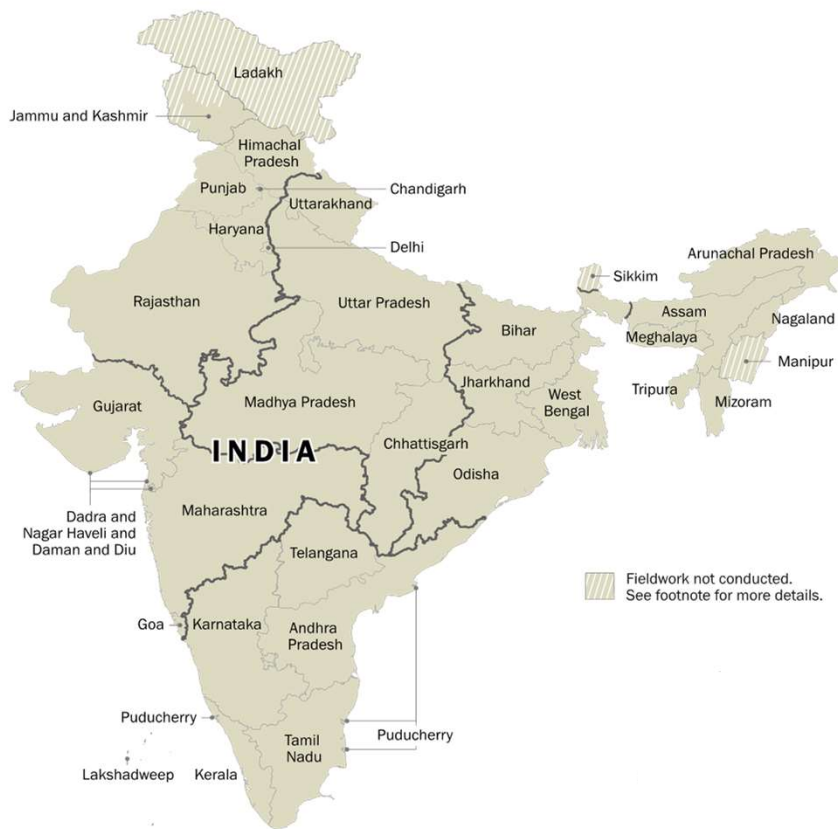 Ladakh
Jammu and Kashmir
Himachal
Pradesh
Punjab
Chandigarh
Uttarakhand
Haryana
Delhi
Arunachal Pradesh
Sikkim
Rajasthan
Uttar Pradesh
Assam
Nagaland
Bihar
Meghalaya
Manipur
Jharkhand
Tripura
West
Bengal
Mizoram
Gujarat
Madhya Pradesh
Chhattisgarh
INDIA
Odisha
Maharashtra
Dadra and
Nagar Haveli and
Daman and Diu
Telangana
Fieldwork not conducted.
See footnote for more details.
Goa
Karnataka
Andhra
Pradesh
Puducherry
Puducherry
Tamil
Nadu
Lakshadweep
Kerala